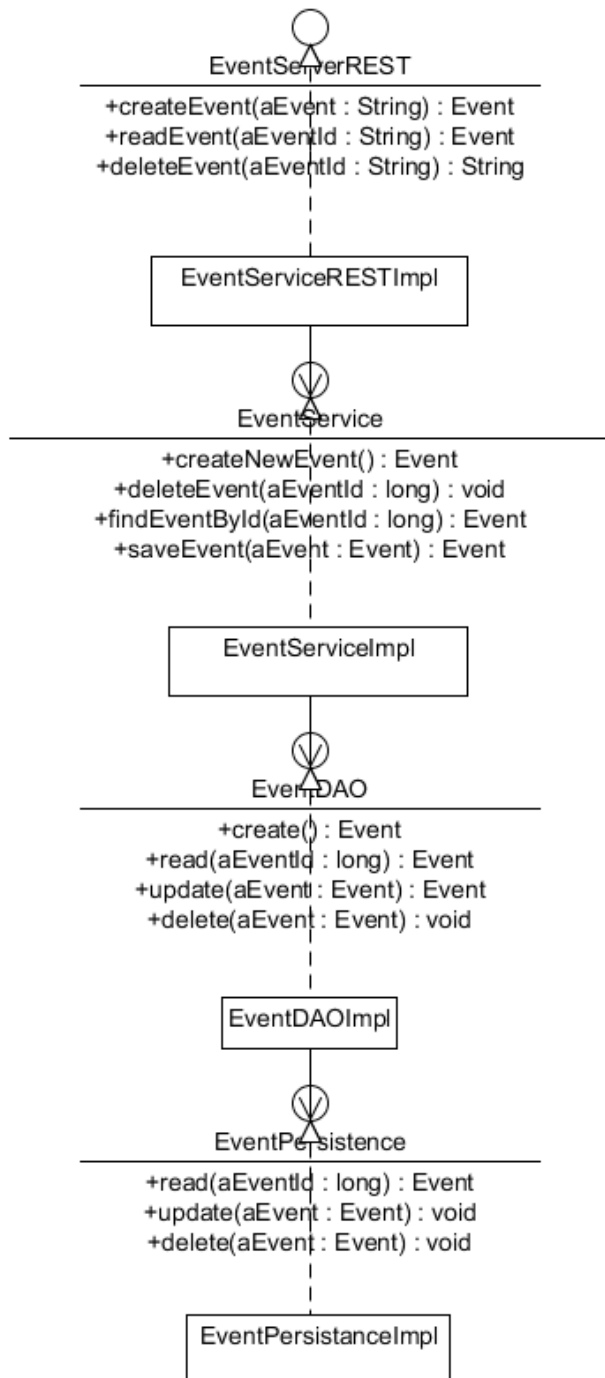 EventServerREST
+createEvent(aEvent : String) : Event
+readEvent(aEventId : String) : Event
+deleteEvent(aEventId : String) : String
EventServiceRESTImpl
EventService
+createNewEvent() : Event
+deleteEvent(aEventId : long) : void
+findEventById(aEventId : long) : Event
+saveEvent(aEvent : Event) : Event
EventServiceImpl
EventDAO
+create() : Event
+read(aEventId : long) : Event
+update(aEvent : Event) : Event
+delete(aEvent : Event) : void
EventDAOImpl
EventPersistence
+read(aEventId : long) : Event
+update(aEvent : Event) : void
+delete(aEvent : Event) : void
EventPersistanceImpl